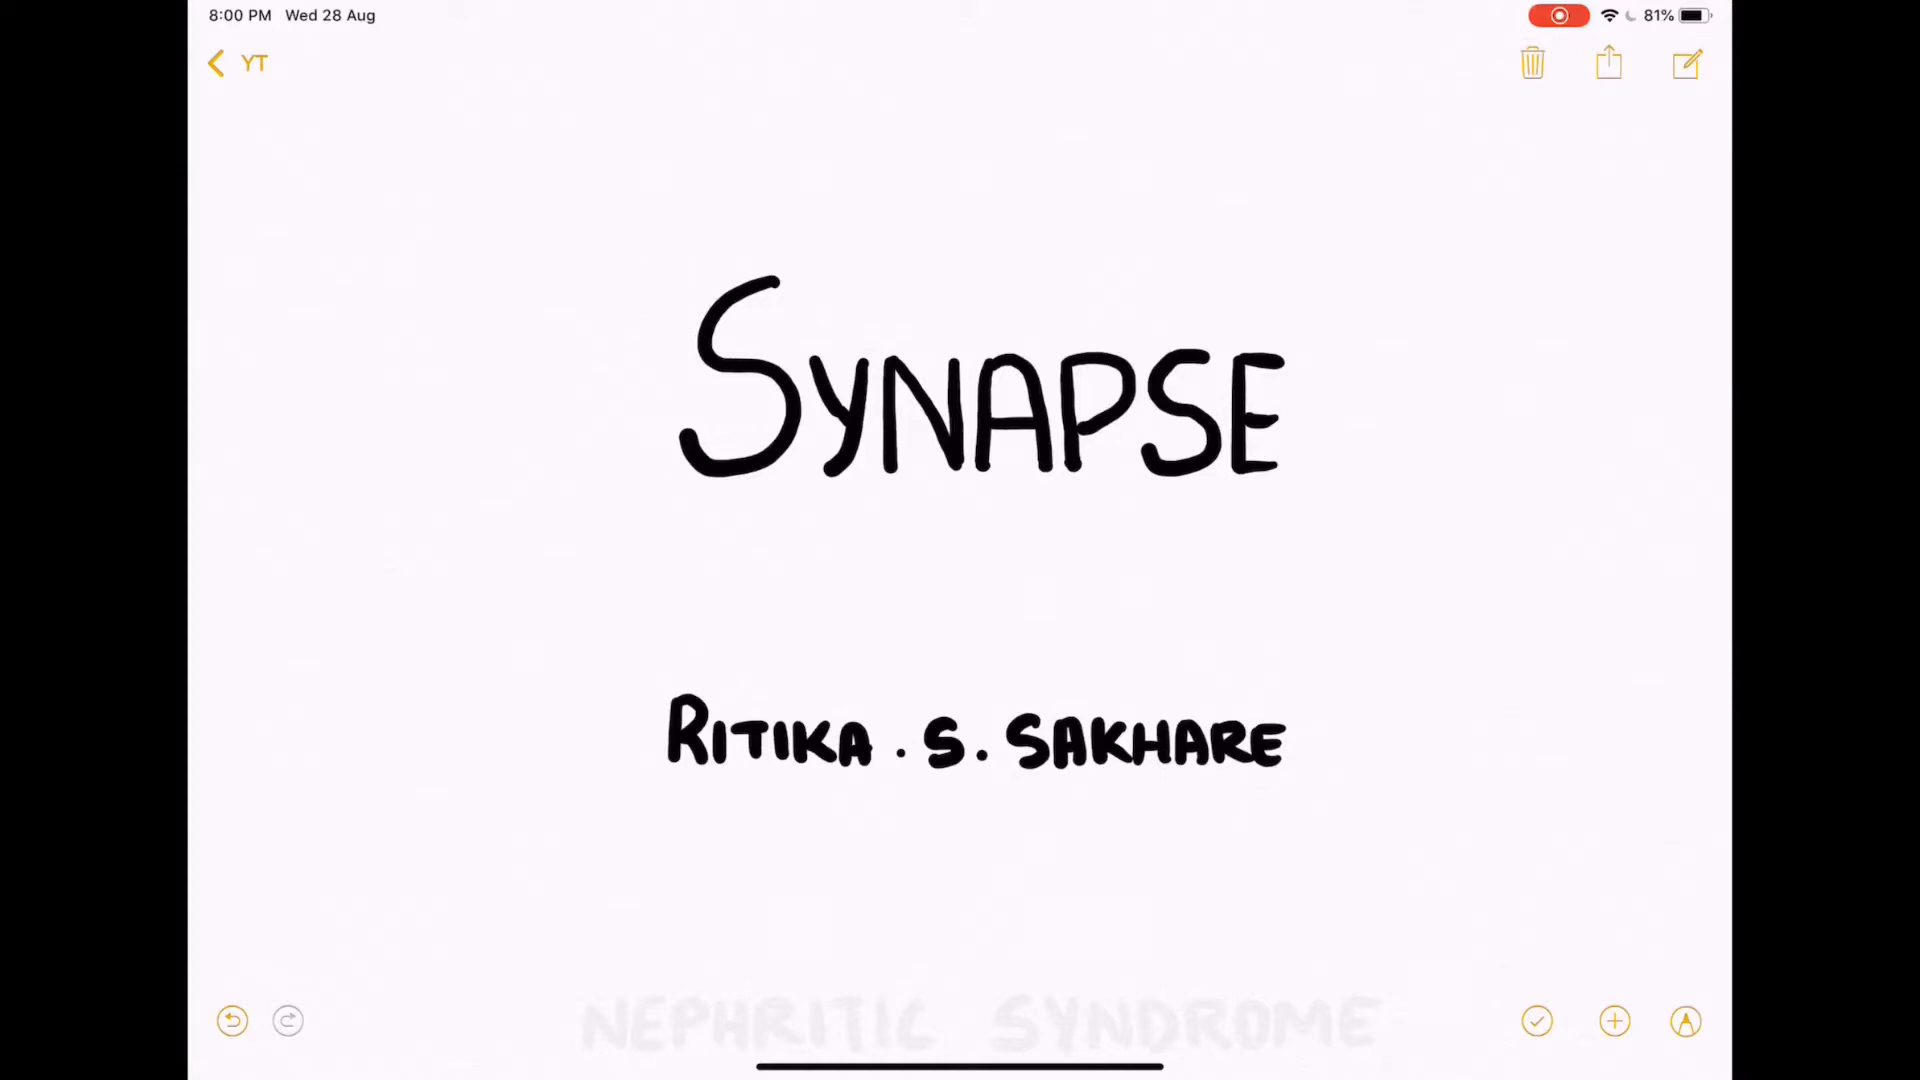 8:00 PM Wed 28 Aug 81%
YT
SYNAPSE
RITIKA . S. SAKHARE
NEPHRITIC SYNDROME